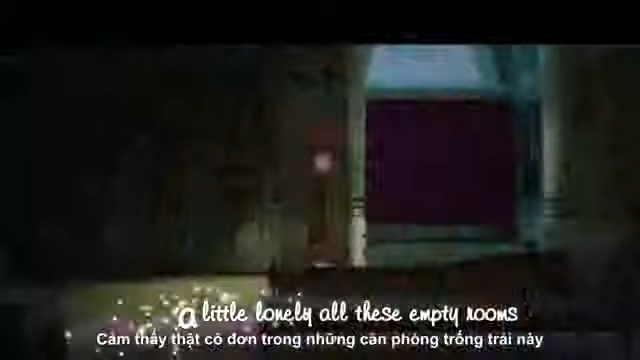 a little lonely all these empty rooms
Cảm thấy thật cô đơn trong những căn phòng trống trải này